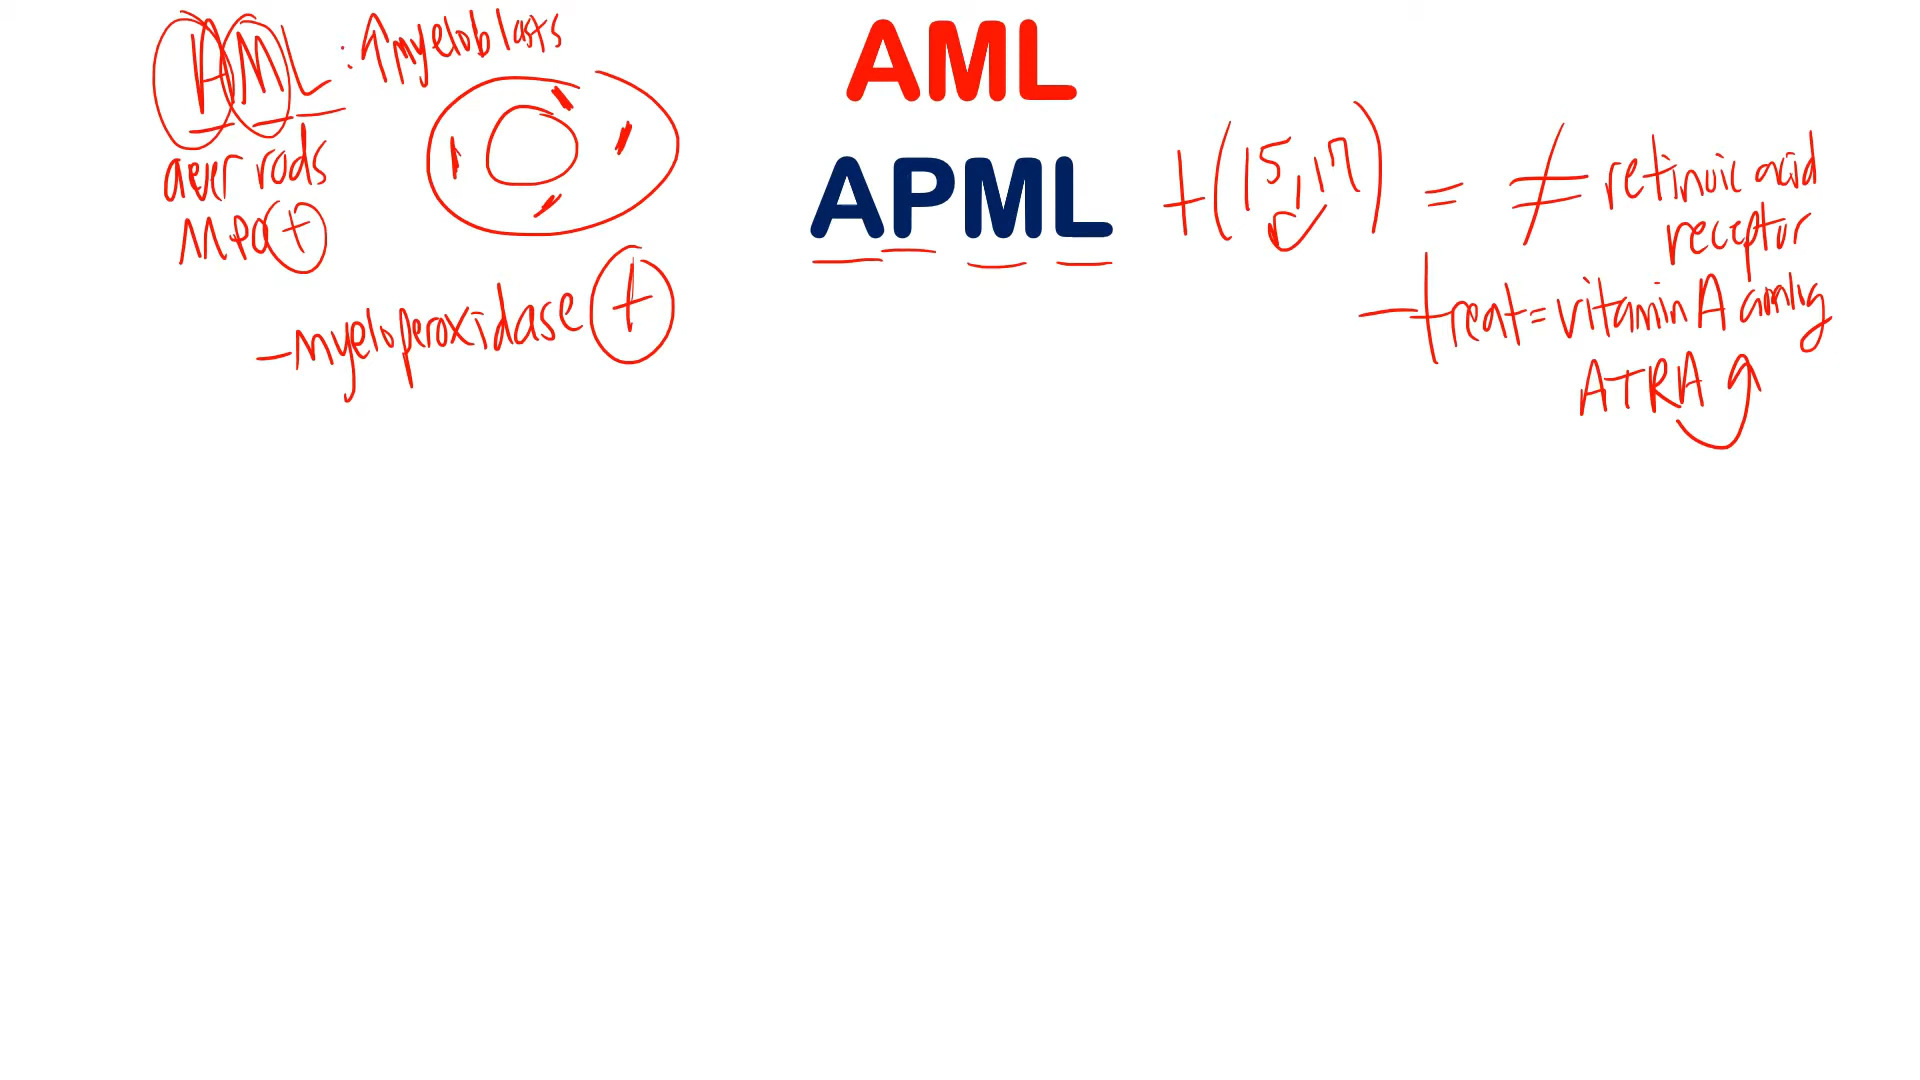 AML : ↑myeloblasts
auer rods
MPO +
-myeloperoxidase +
AML
APML
t(15,17) = ≠ retinoic acid
receptor
-treat=vitamin A analog
ATRA